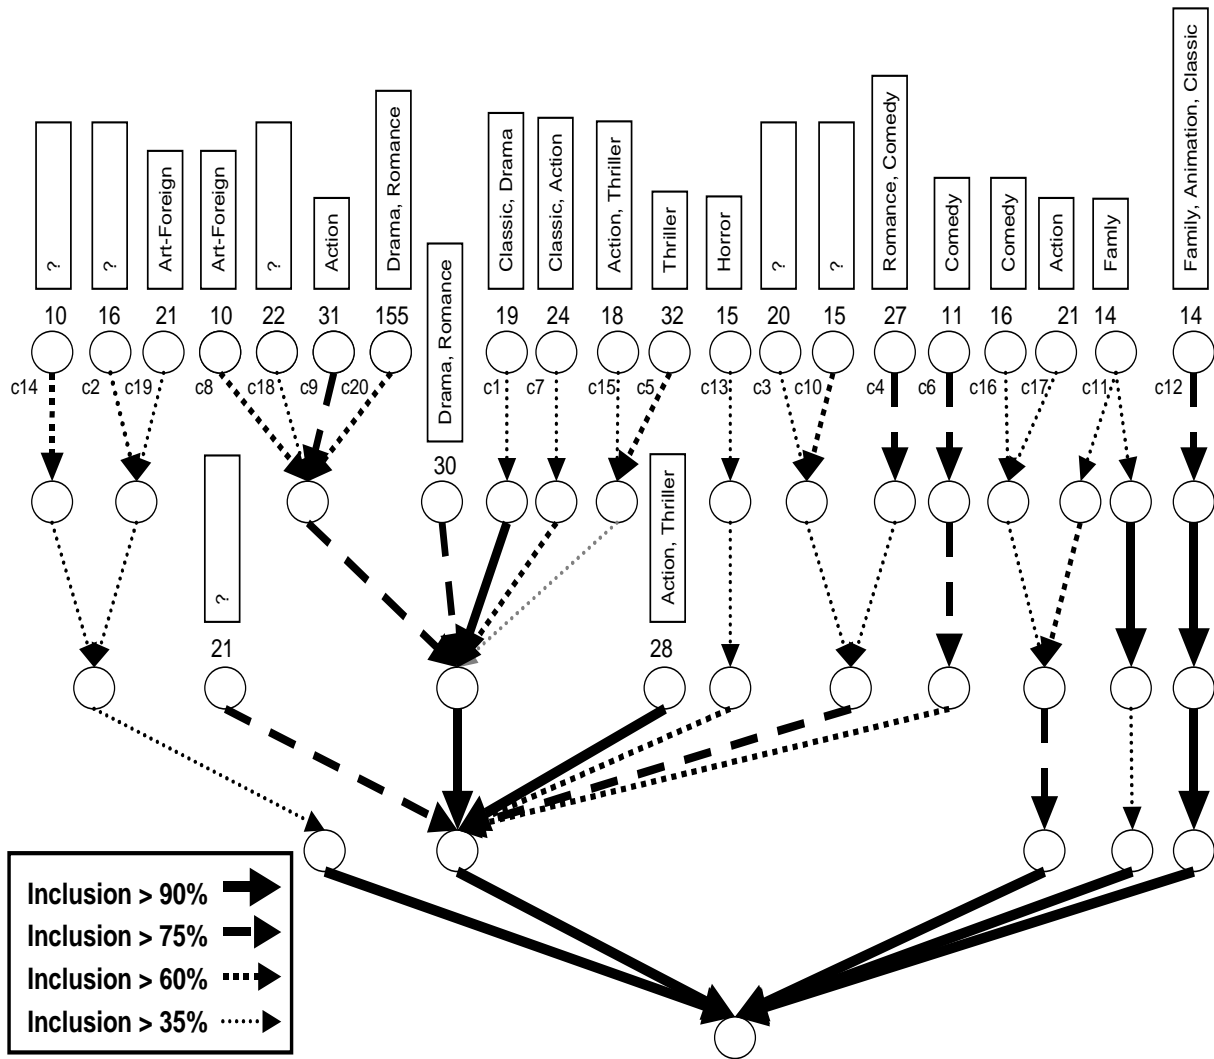 ?
?
Art-Foreign
Art-Foreign
?
Action
Drama, Romance
Drama, Romance
Classic, Drama
Classic, Action
Action, Thriller
Thriller
Horror
?
?
Romance, Comedy
Comedy
Comedy
Action
Famly
Family, Animation, Classic
10 16 21 10 22 31 155 19 24 18 32 15 20 15 27 11 16 21 14 14
c14 c2 c19 c8 c18 c9 c20 c1 c7 c15 c5 c13 c3 c10 c4 c6 c16 c17 c11 c12
30
?
Action, Thriller
21
28
Inclusion > 90%
Inclusion > 75%
Inclusion > 60%
Inclusion > 35%